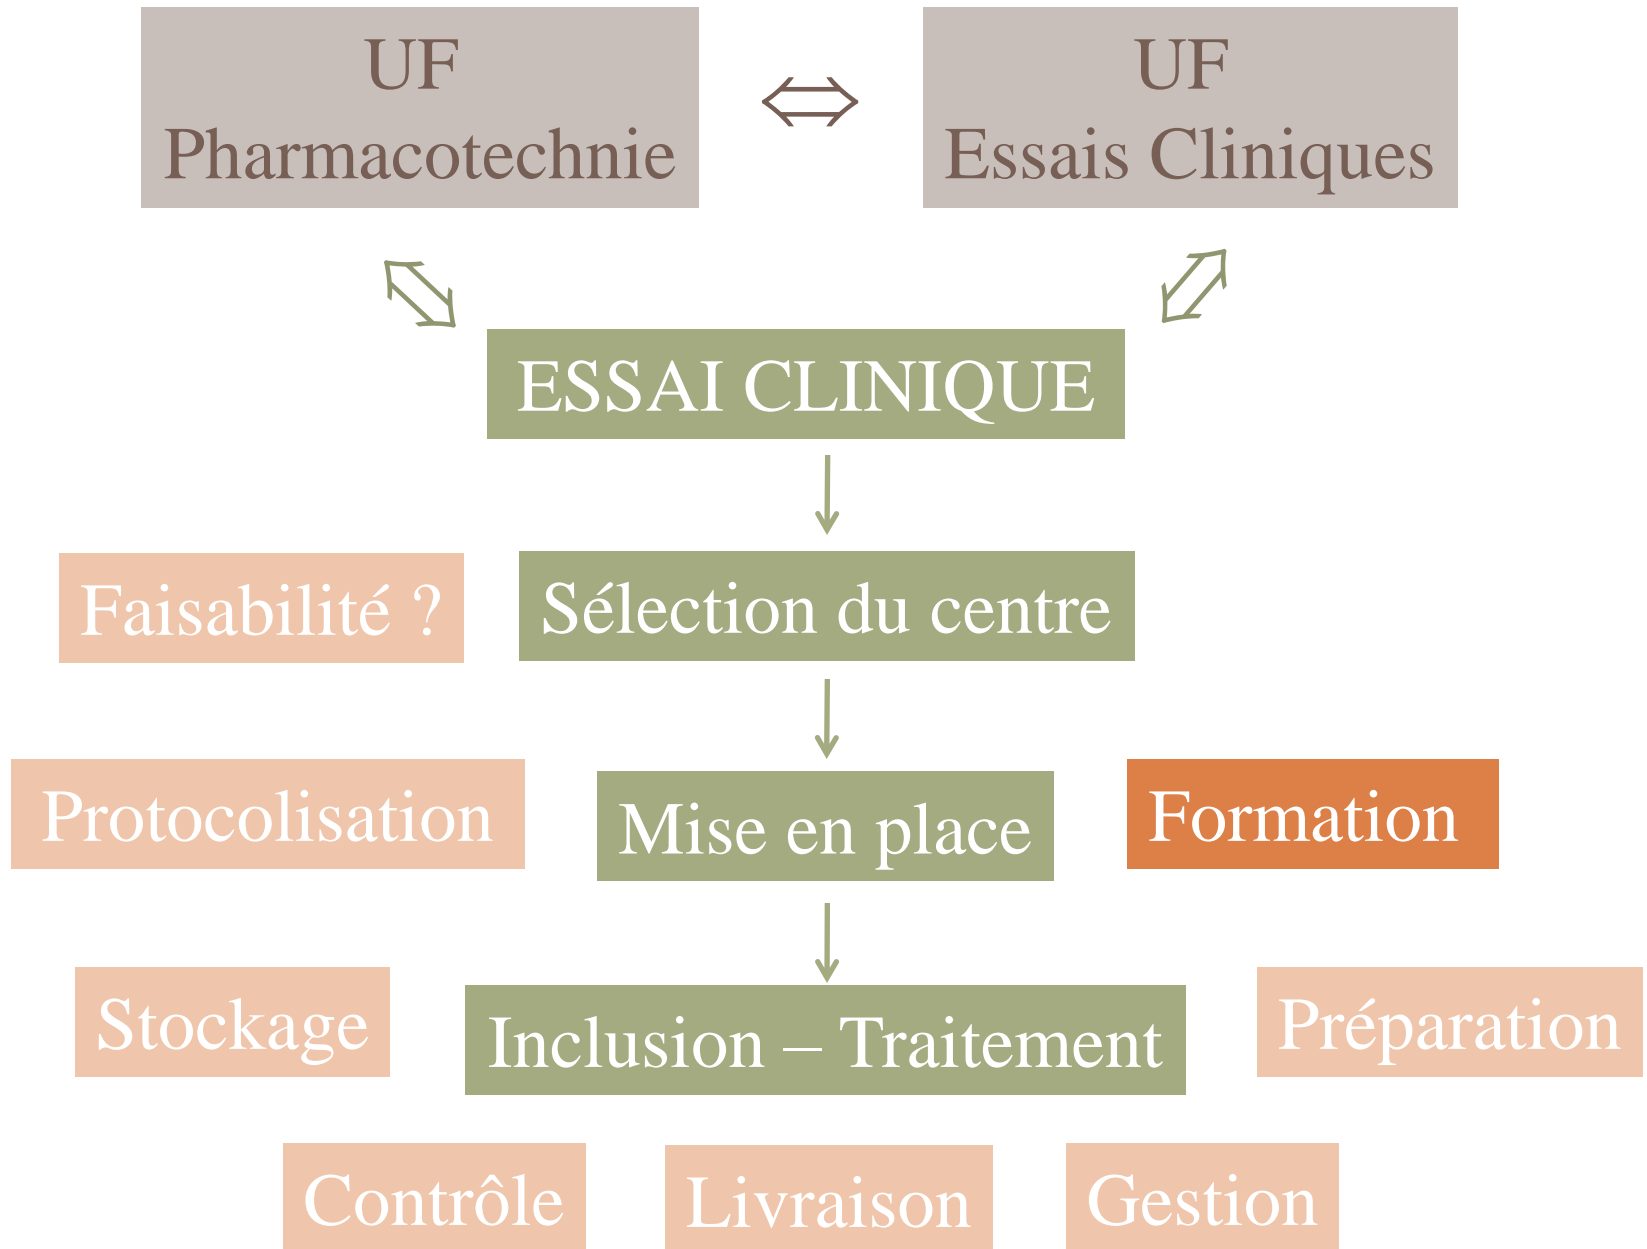 UF
Pharmacotechnie
UF
Essais Cliniques
ESSAI CLINIQUE
Faisabilité ?
Sélection du centre
Protocolisation
Mise en place
Formation
Stockage
Inclusion – Traitement
Préparation
Contrôle
Livraison
Gestion